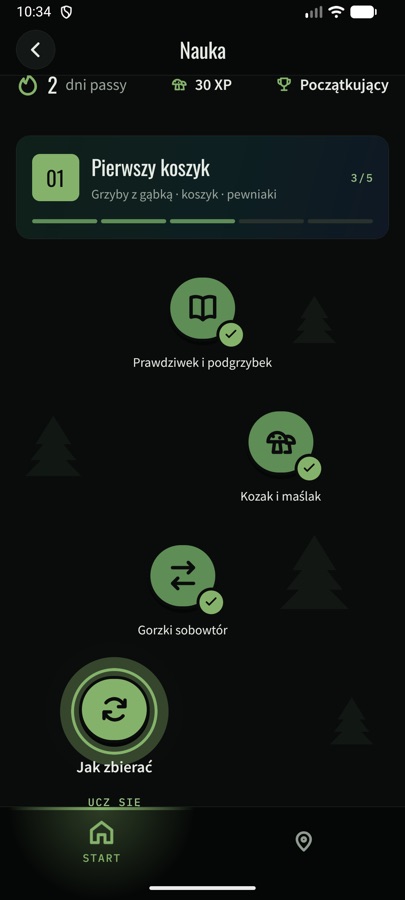 10:34
Nauka
2 dni passy
30 XP
Początkujący
01
Pierwszy koszyk
Grzyby z gąbką · koszyk · pewniaki
3/5
Prawdziwek i podgrzybek
Kozak i maślak
Gorzki sobowtór
Jak zbierać
UCZ SIĘ
START